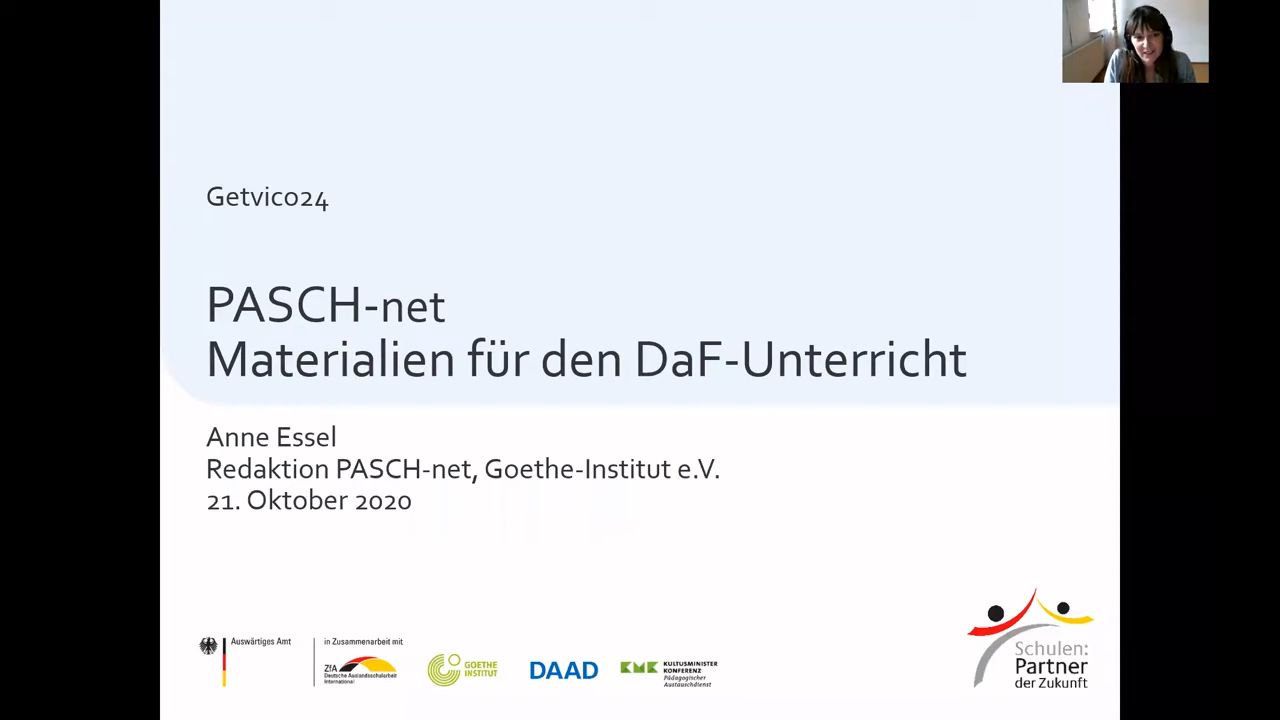 Getvico24
PASCH-net
Materialien für den DaF-Unterricht
Anne Essel
Redaktion PASCH-net, Goethe-Institut e.V.
21. Oktober 2020
Auswärtiges Amt
in Zusammenarbeit mit
ZfA
Deutsche Auslandsschularbeit
International
GOETHE
INSTITUT
DAAD
KMK
KULTUSMINISTER
KONFERENZ
Pädagogischer
Austauschdienst
Schulen:
Partner
der Zukunft